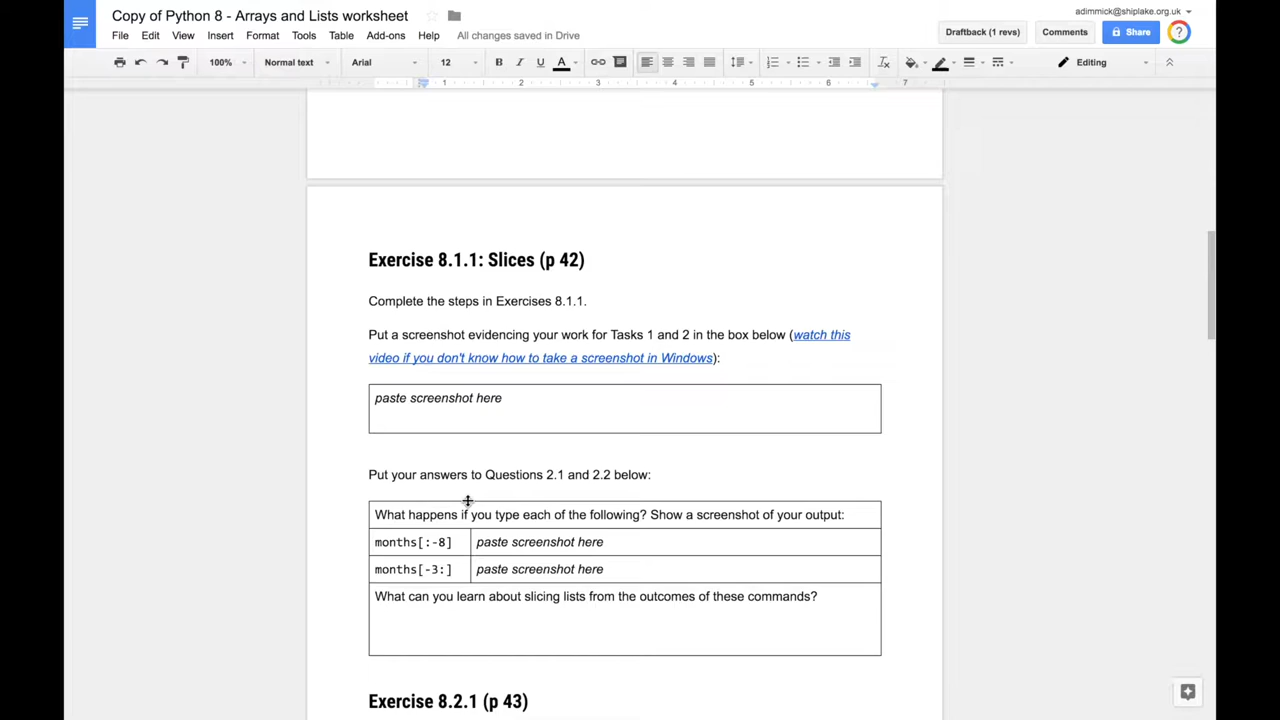 Copy of Python 8 - Arrays and Lists worksheet
adimmick@shiplake.org.uk
File Edit View Insert Format Tools Table Add-ons Help All changes saved in Drive
Draftback (1 revs) Comments Share
100% Normal text Arial 12 B I U A Editing
1 2 3 4 5 6 7
Exercise 8.1.1: Slices (p 42)
Complete the steps in Exercises 8.1.1.
Put a screenshot evidencing your work for Tasks 1 and 2 in the box below (watch this
video if you don't know how to take a screenshot in Windows):
paste screenshot here
Put your answers to Questions 2.1 and 2.2 below:
What happens if you type each of the following? Show a screenshot of your output:
months[:-8] paste screenshot here
months[-3:] paste screenshot here
What can you learn about slicing lists from the outcomes of these commands?
Exercise 8.2.1 (p 43)